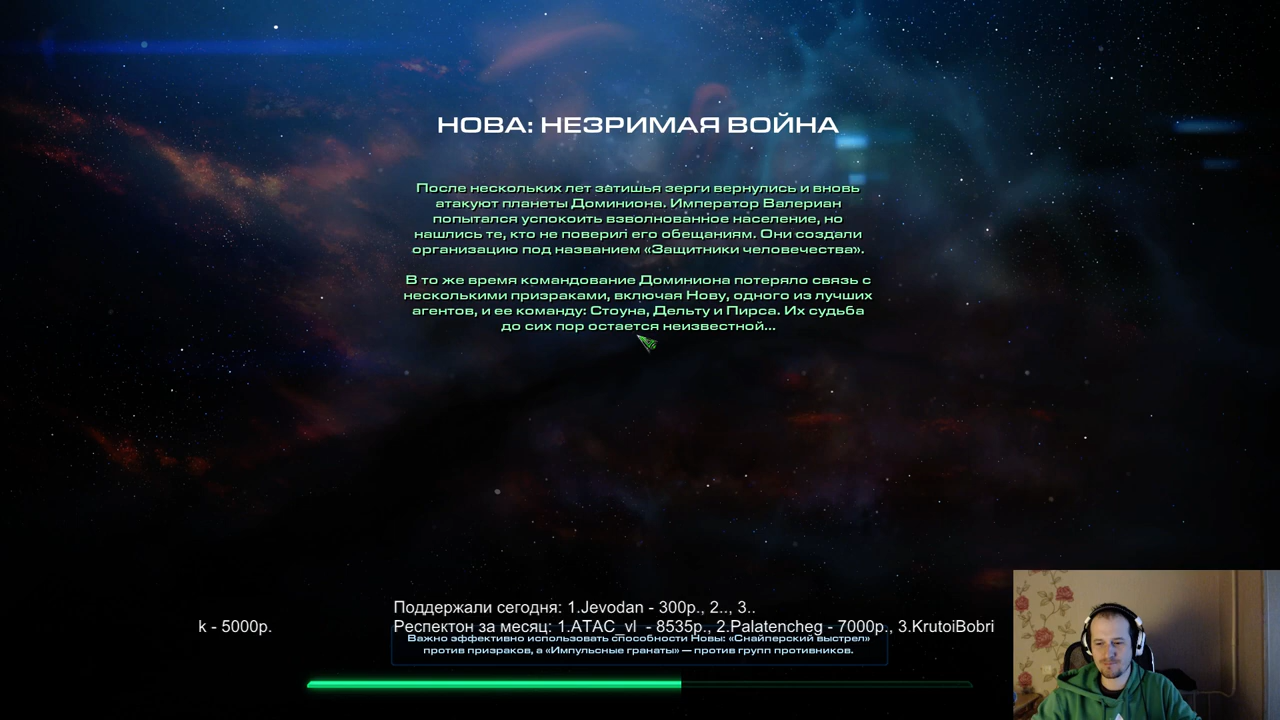 НОВА: НЕЗРИМАЯ ВОЙНА
После нескольких лет затишья зерги вернулись и вновь
атакуют планеты Доминиона. Император Валериан
попытался успокоить взволнованное население, но
нашлись те, кто не поверил его обещаниям. Они создали
организацию под названием «Защитники человечества».
В то же время командование Доминиона потеряло связь с
несколькими призраками, включая Нову, одного из лучших
агентов, и ее команду: Стоуна, Дельту и Пирса. Их судьба
до сих пор остается неизвестной...
Поддержали сегодня: 1.Jevodan - 300р., 2.., 3..
k - 5000р.
Респектон за месяц: 1.ATAC_vl - 8535р., 2.Palatencheg - 7000р., 3.KrutoiBobri
Важно эффективно использовать способности Новы: «Снайперский выстрел»
против призраков, а «Импульсные гранаты» — против групп противников.